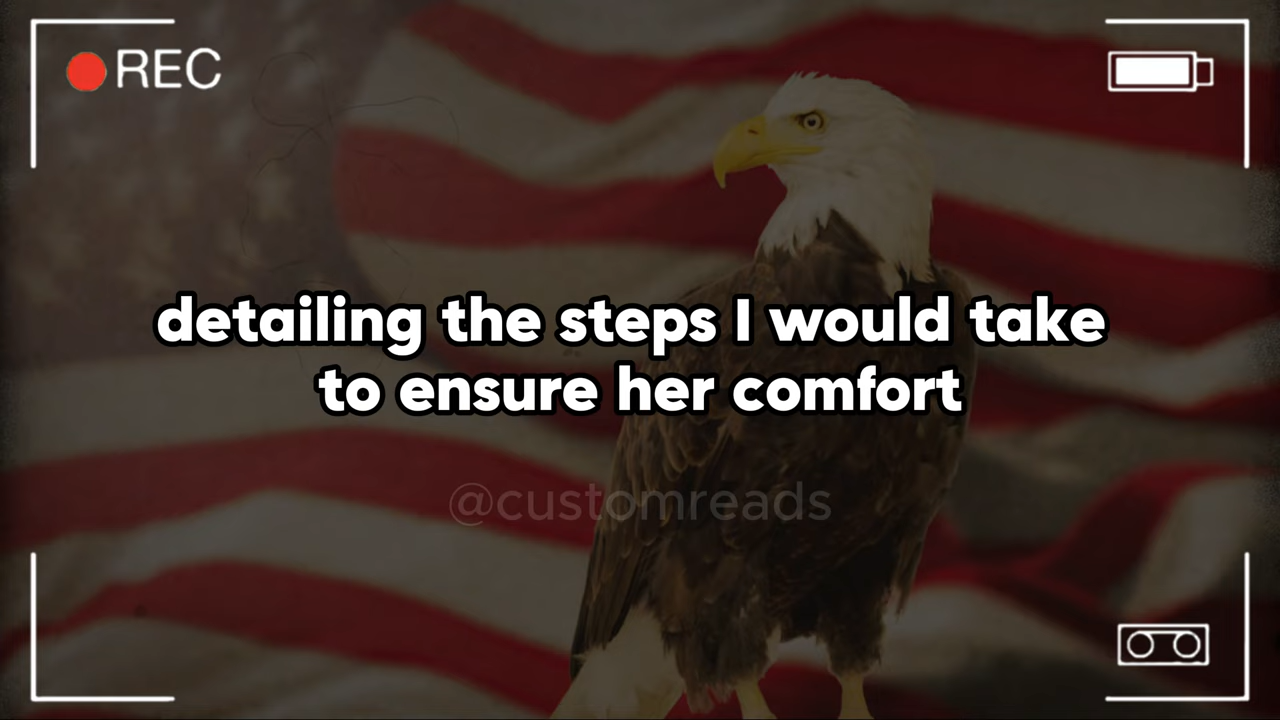 REC
detailing the steps I would take
to ensure her comfort
@customreads